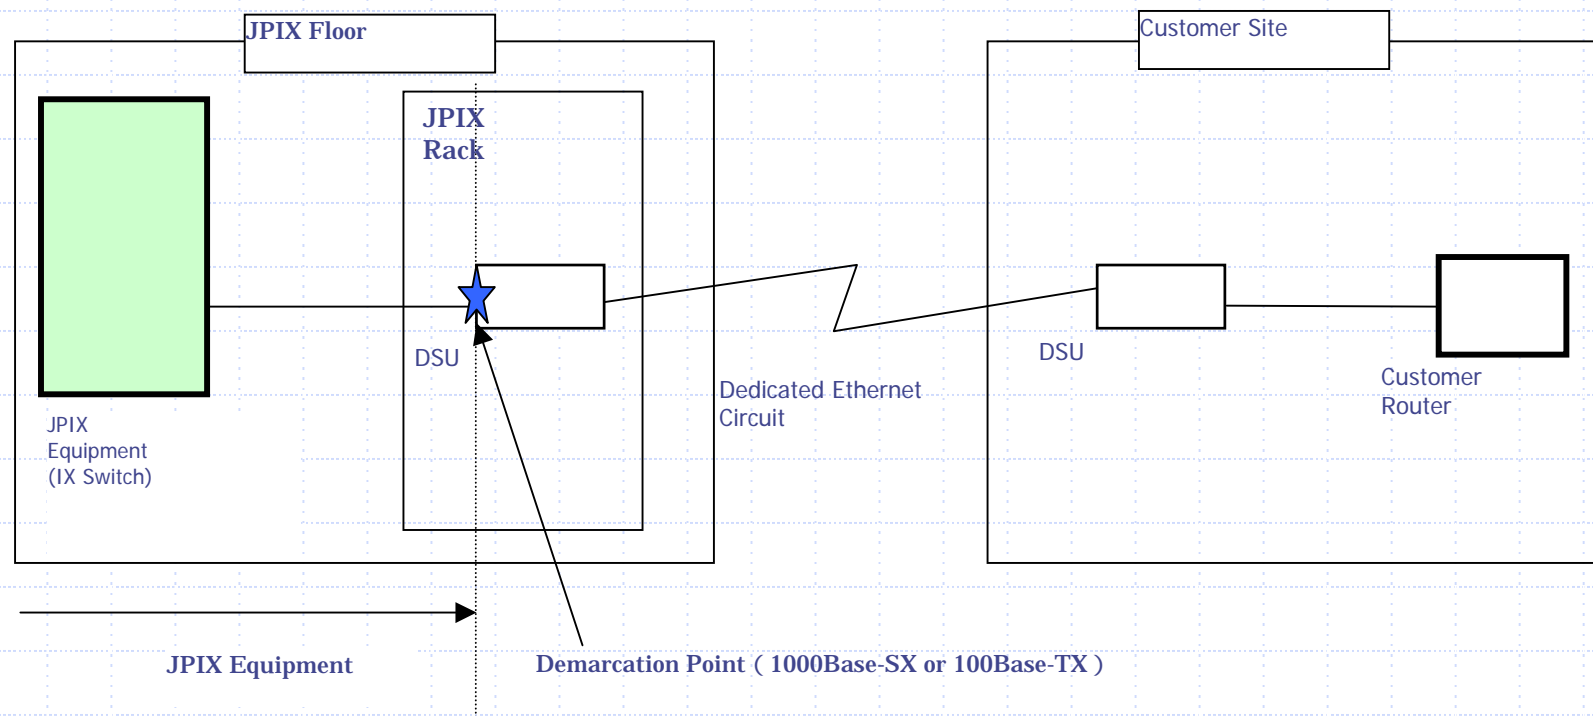 JPIX Floor
Customer Site
JPIX
Rack
DSU
DSU
Dedicated Ethernet
Circuit
Customer
Router
JPIX
Equipment
(IX Switch)
JPIX Equipment
Demarcation Point ( 1000Base-SX or 100Base-TX )